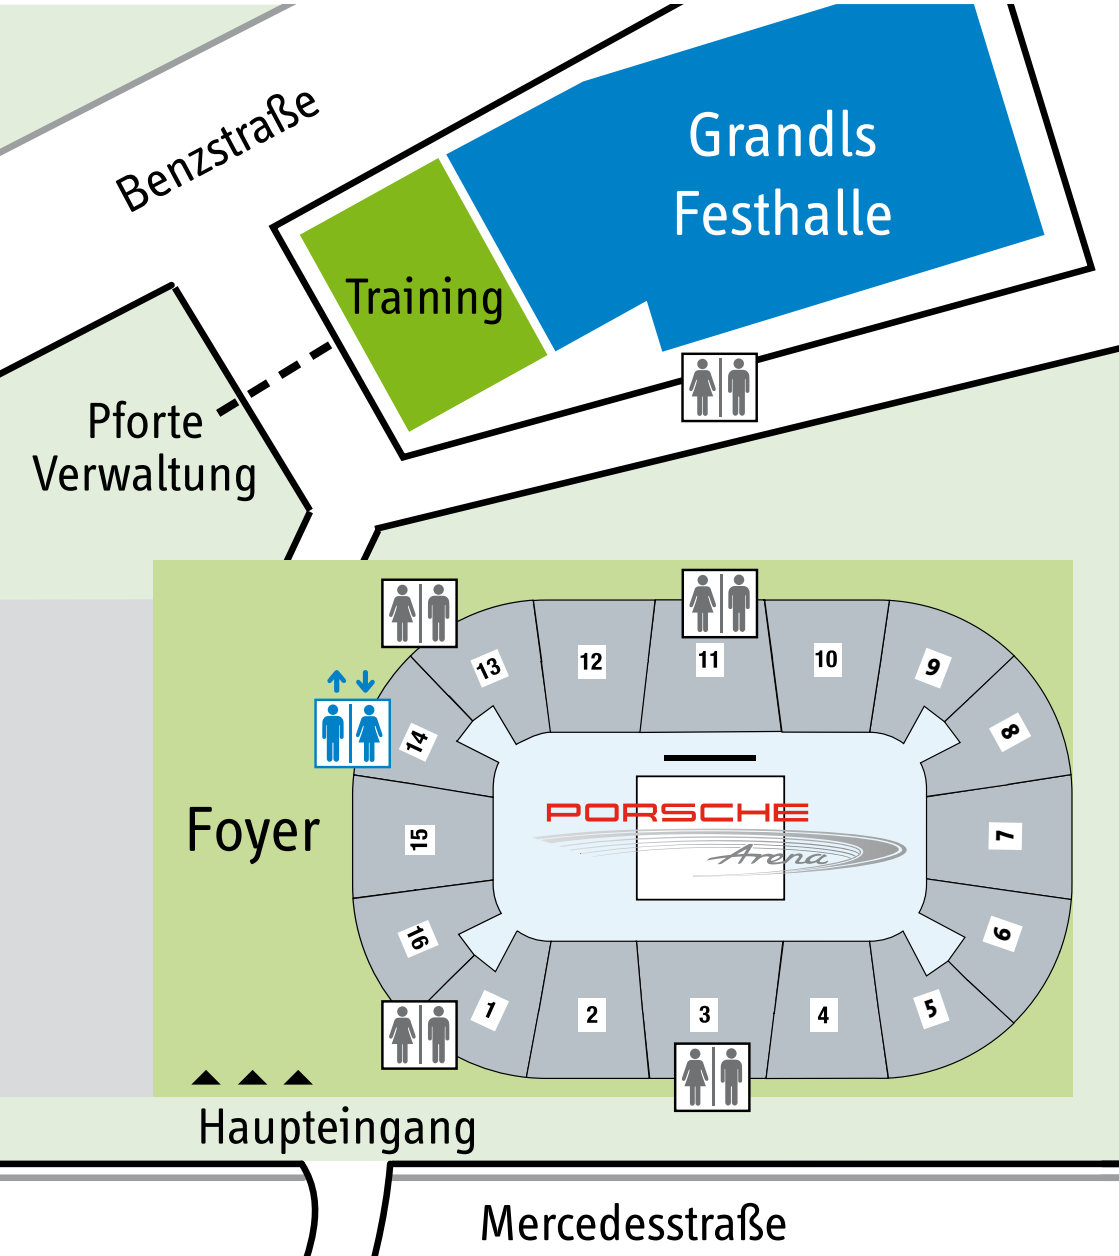 Benzstraße
Grandls
Festhalle
Training
Pforte
Verwaltung
13
12
11
10
9
14
8
PORSCHE
Arena
Foyer
15
7
16
6
1
2
3
4
5
Haupteingang
Mercedesstraße